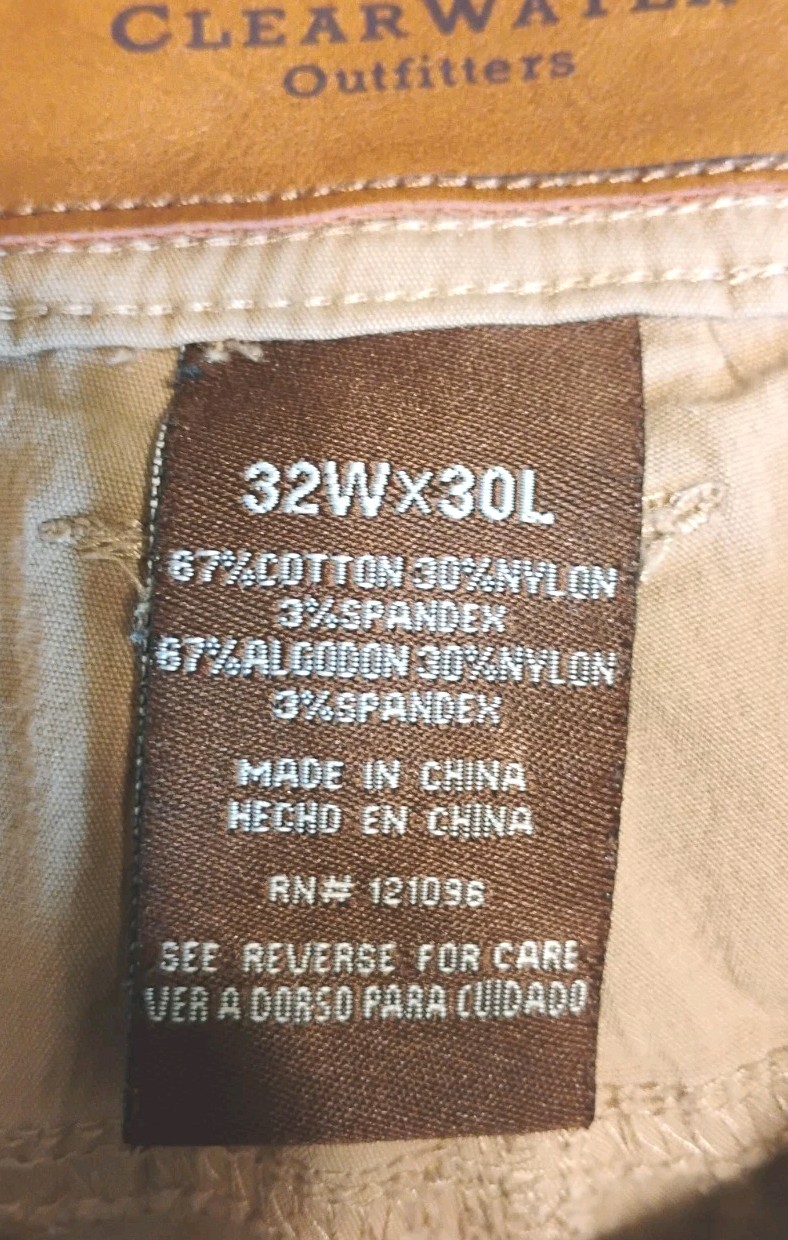 CLEARWATER
Outfitters
32Wx30L
67%COTTON 30%NYLON
3%SPANDEX
67%ALGODON 30%NYLON
3%SPANDEX
MADE IN CHINA
HECHO EN CHINA
RN# 121096
SEE REVERSE FOR CARE
VER A DORSO PARA CUIDADO